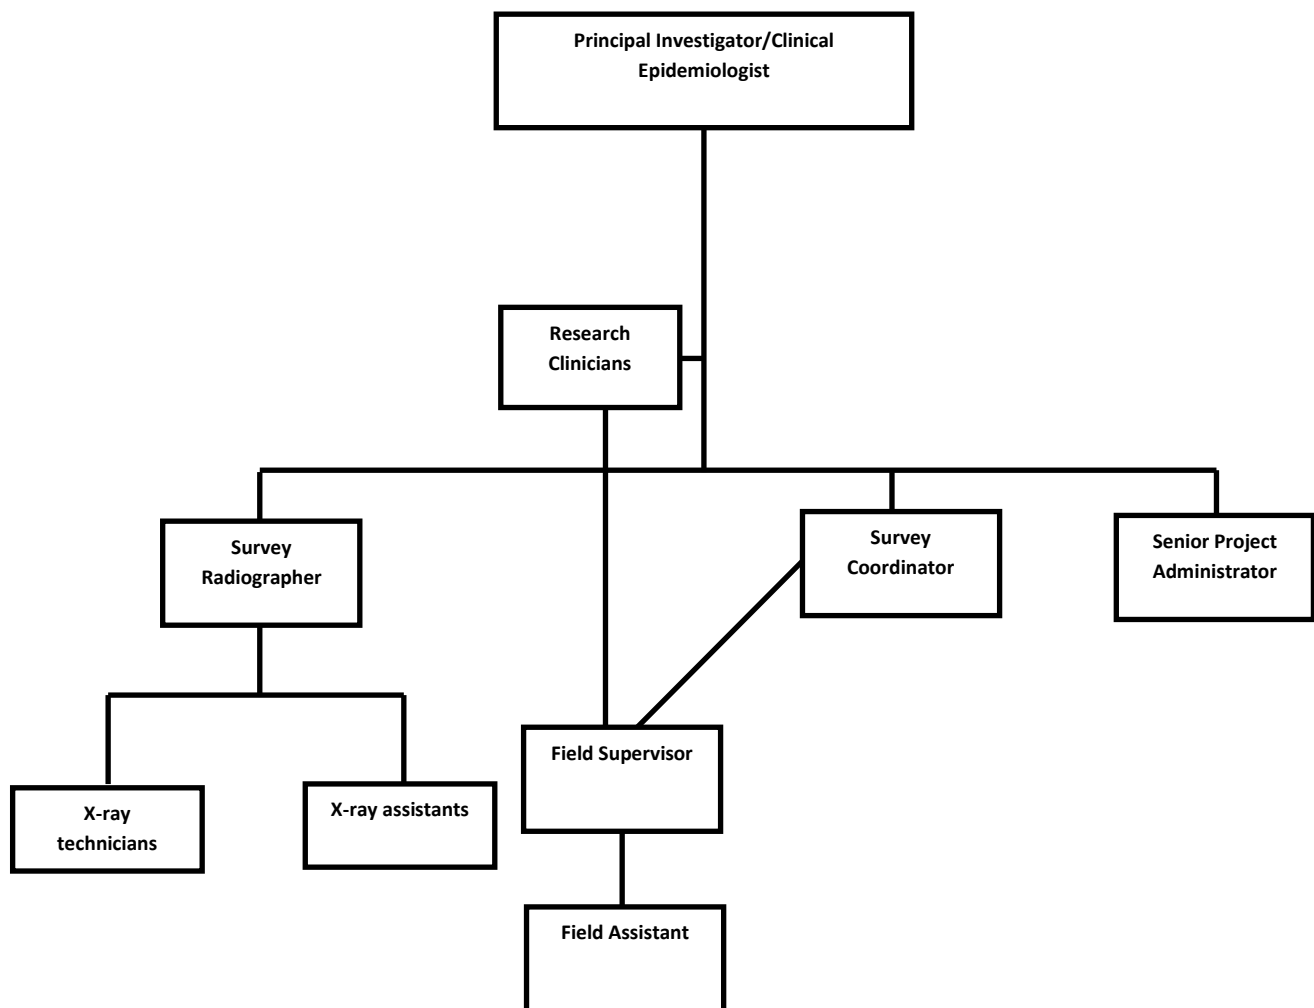 Principal Investigator/Clinical
Epidemiologist
Research
Clinicians
Survey
Radiographer
Survey
Coordinator
Senior Project
Administrator
Field Supervisor
X-ray
technicians
X-ray assistants
Field Assistant